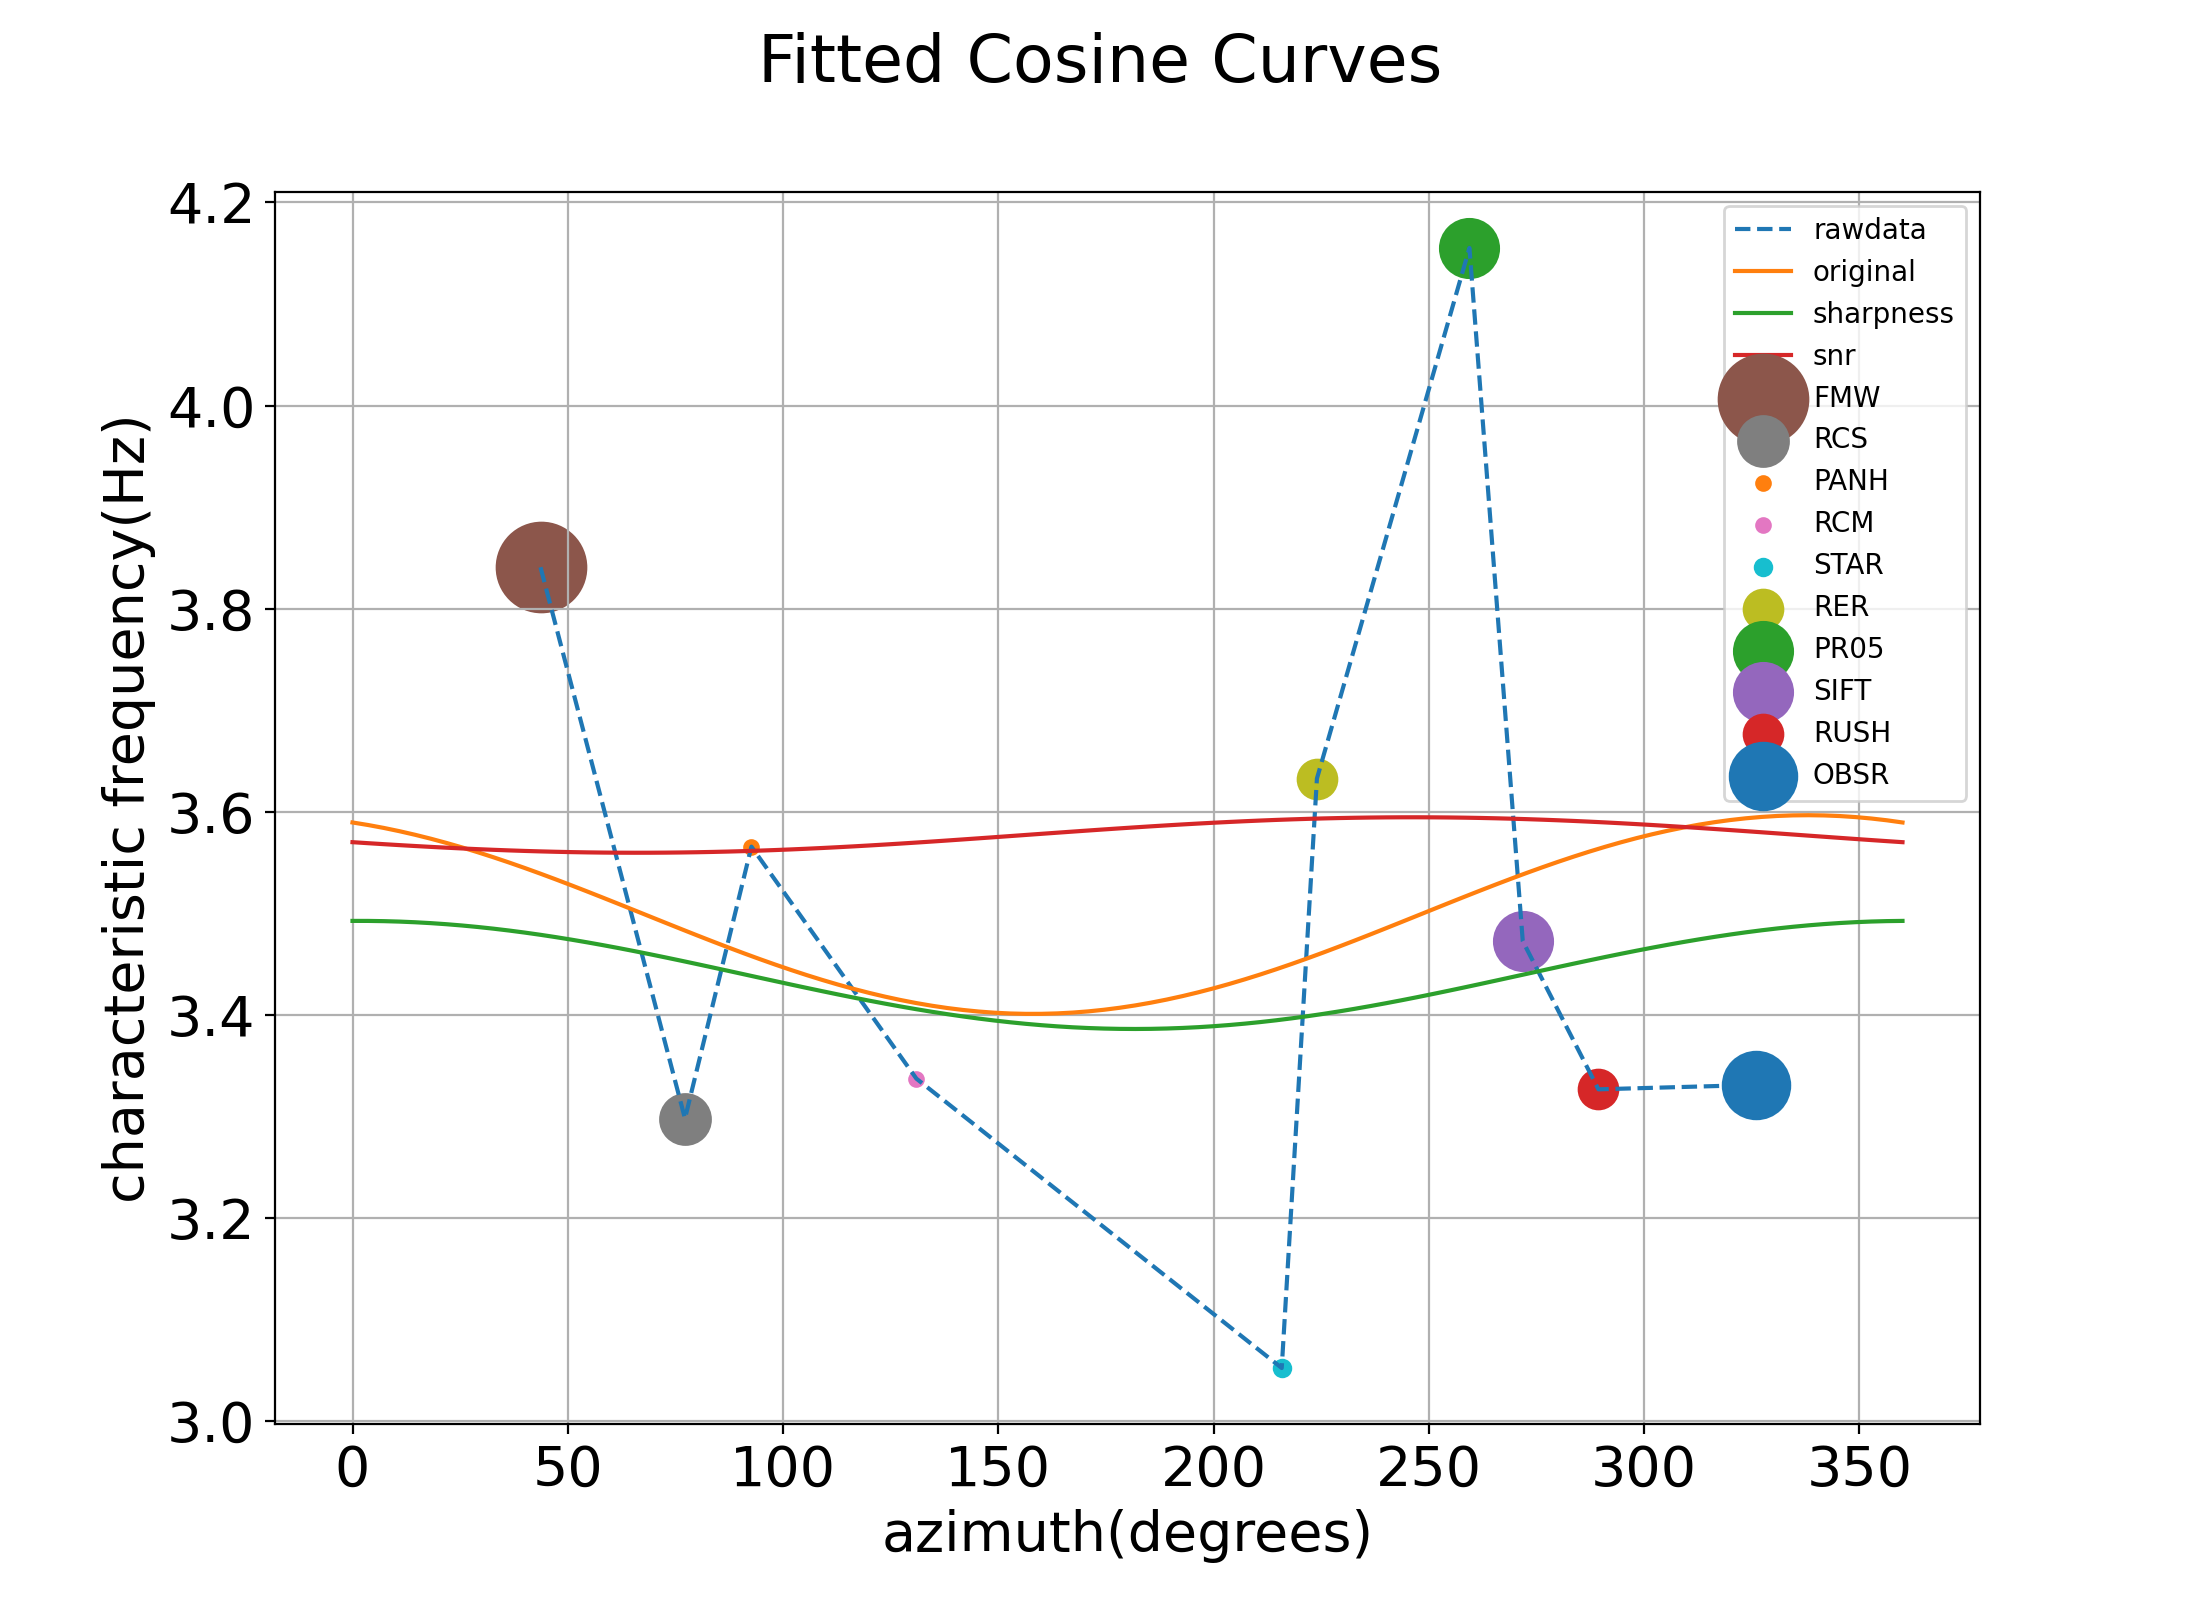 Fitted Cosine Curves
4.2
4.0
3.8
3.6
3.4
3.2
3.0
characteristic frequency(Hz)
rawdata
original
sharpness
snr
FMW
RCS
PANH
RCM
STAR
RER
PR05
SIFT
RUSH
OBSR
0 50 100 150 200 250 300 350
azimuth(degrees)